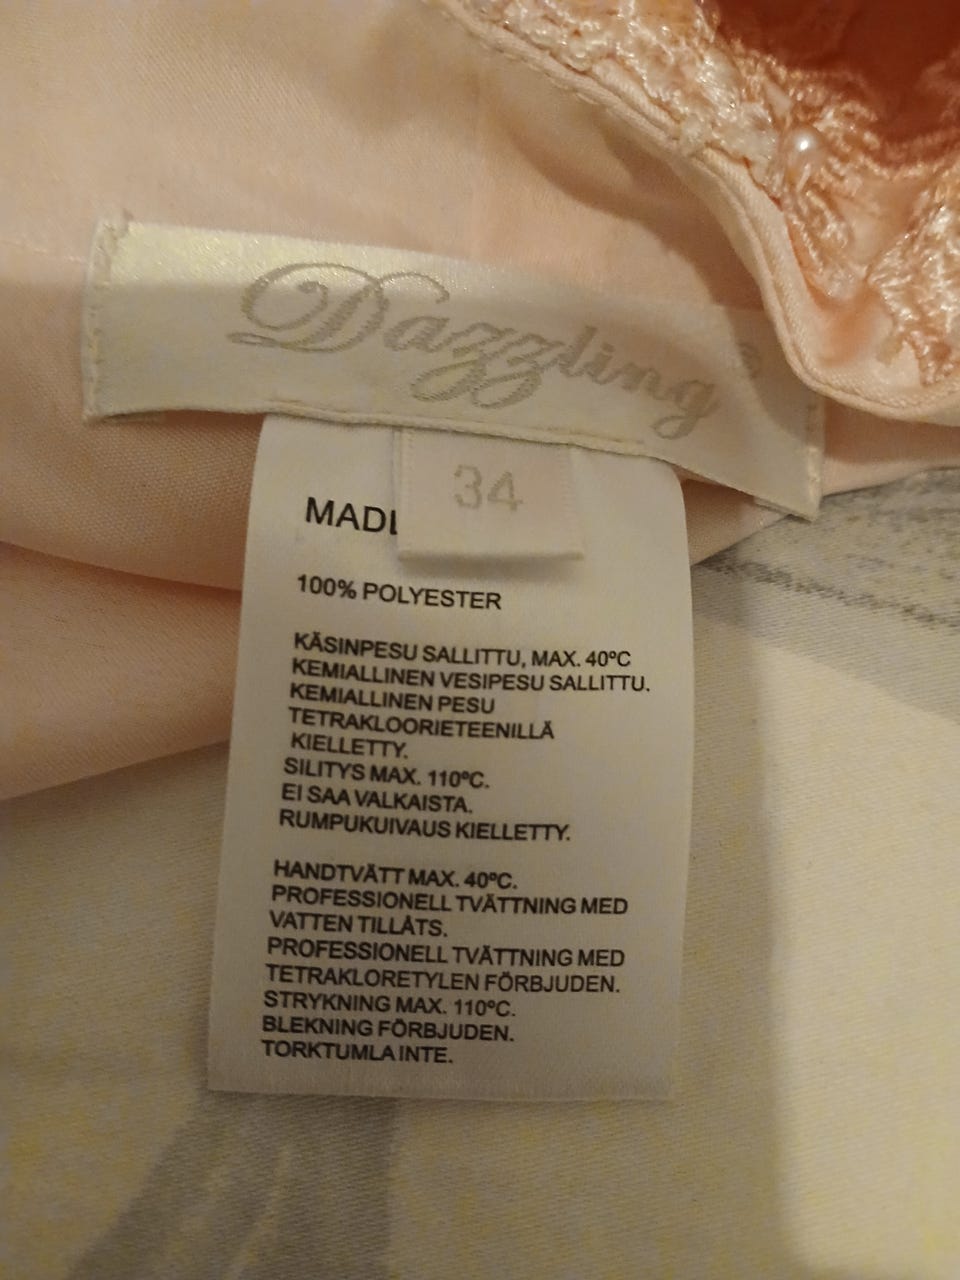 Dazzling®
34
100% POLYESTER
KÄSINPESU SALLITTU, MAX. 40ºC
KEMIALLINEN VESIPESU SALLITTU.
KEMIALLINEN PESU
TETRAKLOORIETEENILLÄ
KIELLETTY.
SILITYS MAX. 110ºC.
EI SAA VALKAISTA.
RUMPUKUIVAUS KIELLETTY.
HANDTVÄTT MAX. 40ºC.
PROFESSIONELL TVÄTTNING MED
VATTEN TILLÅTS.
PROFESSIONELL TVÄTTNING MED
TETRAKLORETYLEN FÖRBJUDEN.
STRYKNING MAX. 110ºC.
BLEKNING FÖRBJUDEN.
TORKTUMLA INTE.